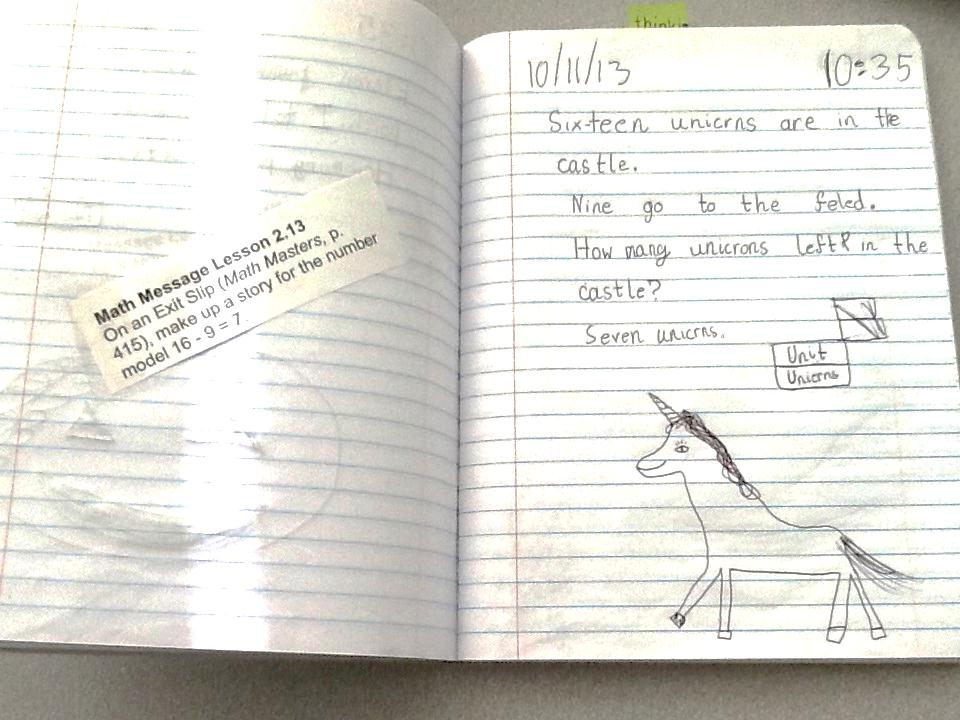 Math Message Lesson 2.13
On an Exit Slip (Math Masters, p.
415), make up a story for the number
model 16 - 9 = 7.
thinkin
10/11/13 10:35
Sixteen unicrns are in the
castle.
Nine go to the feled.
How many unicrons left in the
castle?
Seven unicrns.
Unit
Unicrns